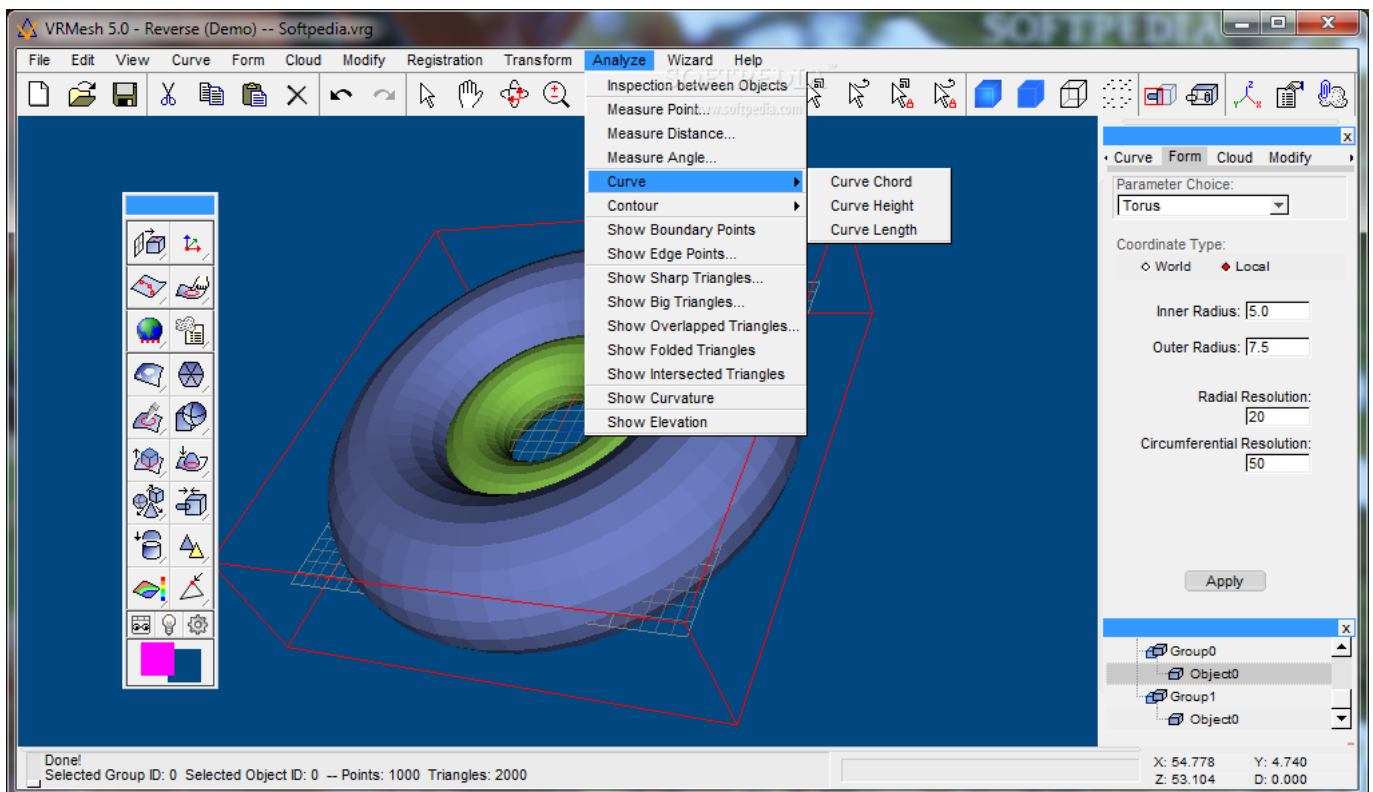 VRMesh 5.0 - Reverse (Demo) -- Softpedia.vrg
SOFTPEDIA
File Edit View Curve Form Cloud Modify Registration Transform Analyze Wizard Help
Inspection between Objects
SOFTPEDIA™
Measure Point...
www.softpedia.com
Measure Distance...
Measure Angle...
Curve
Contour
Show Boundary Points
Show Edge Points...
Show Sharp Triangles...
Show Big Triangles...
Show Overlapped Triangles...
Show Folded Triangles
Show Intersected Triangles
Show Curvature
Show Elevation
Curve Chord
Curve Height
Curve Length
Curve Form Cloud Modify
Parameter Choice:
Torus
Coordinate Type:
World Local
Inner Radius: 5.0
Outer Radius: 7.5
Radial Resolution:
20
Circumferential Resolution:
50
Apply
Group0
Object0
Group1
Object0
Done!
Selected Group ID: 0 Selected Object ID: 0 -- Points: 1000 Triangles: 2000
X: 54.778 Y: 4.740
Z: 53.104 D: 0.000